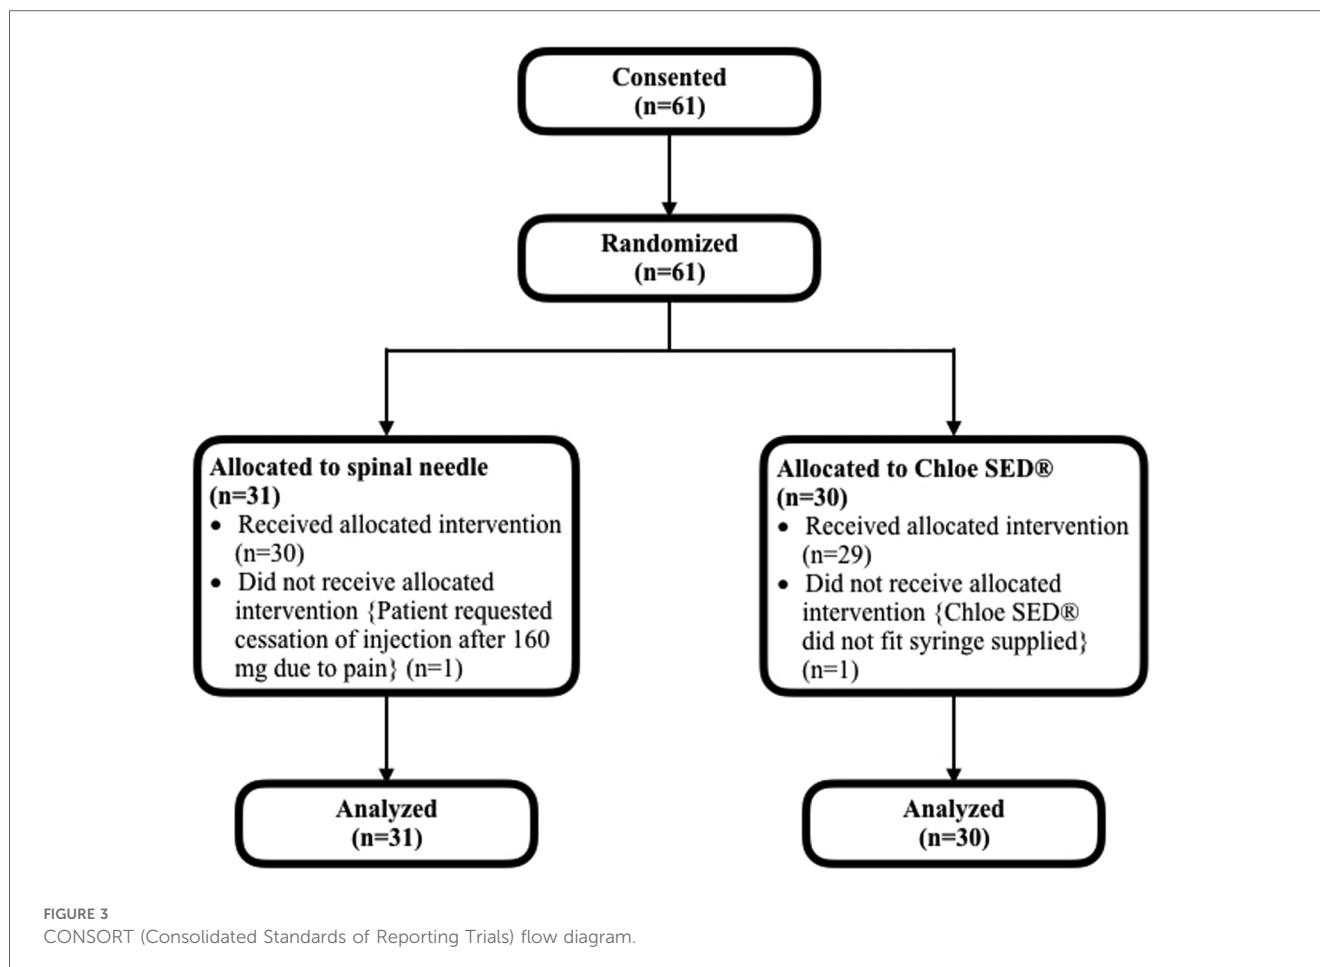 Consented
(n=61)
Randomized
(n=61)
Allocated to spinal needle
(n=31)
• Received allocated intervention
(n=30)
• Did not receive allocated
intervention {Patient requested
cessation of injection after 160
mg due to pain} (n=1)
Allocated to Chloe SED®
(n=30)
• Received allocated intervention
(n=29)
• Did not receive allocated
intervention {Chloe SED®
did not fit syringe supplied}
(n=1)
Analyzed
(n=31)
Analyzed
(n=30)
FIGURE 3
CONSORT (Consolidated Standards of Reporting Trials) flow diagram.